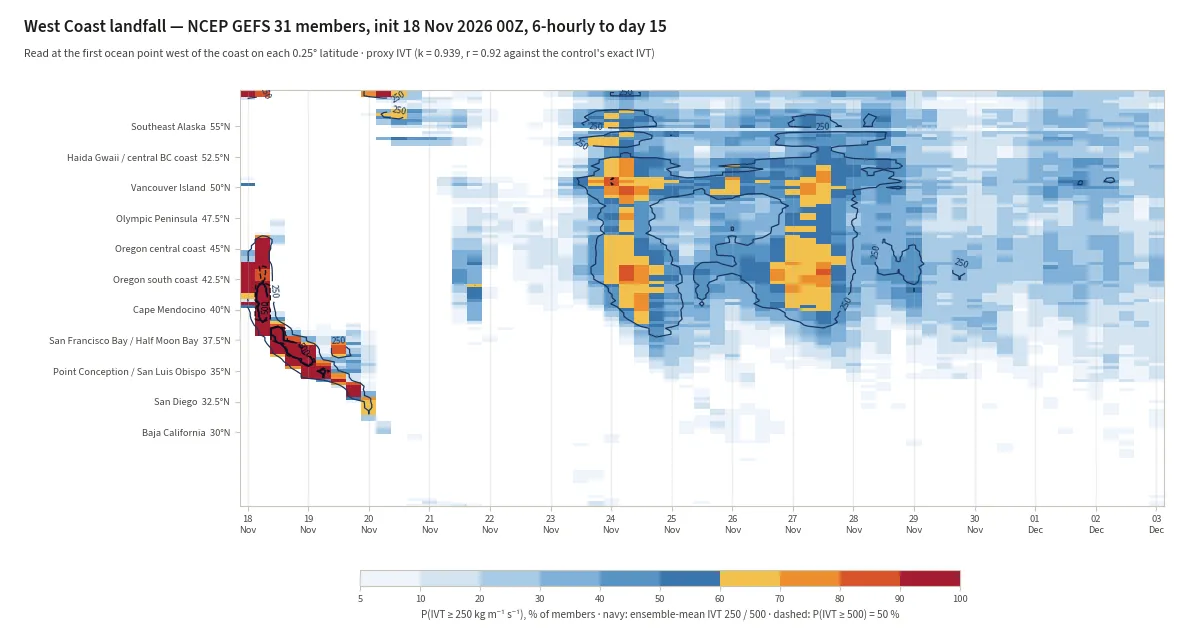 West Coast landfall — NCEP GEFS 31 members, init 18 Nov 2026 00Z, 6-hourly to day 15
Read at the first ocean point west of the coast on each 0.25° latitude · proxy IVT (k = 0.939, r = 0.92 against the control's exact IVT)
Southeast Alaska 55°N
Haida Gwaii / central BC coast 52.5°N
Vancouver Island 50°N
Olympic Peninsula 47.5°N
Oregon central coast 45°N
Oregon south coast 42.5°N
Cape Mendocino 40°N
San Francisco Bay / Half Moon Bay 37.5°N
Point Conception / San Luis Obispo 35°N
San Diego 32.5°N
Baja California 30°N
250
250
250
250
250
250
250
250
250
250
18 19 20 21 22 23 24 25 26 27 28 29 30 01 02 03
Nov Nov Nov Nov Nov Nov Nov Nov Nov Nov Nov Nov Nov Dec Dec Dec
5 10 20 30 40 50 60 70 80 90 100
P(IVT ≥ 250 kg m⁻¹ s⁻¹), % of members · navy: ensemble-mean IVT 250 / 500 · dashed: P(IVT ≥ 500) = 50 %